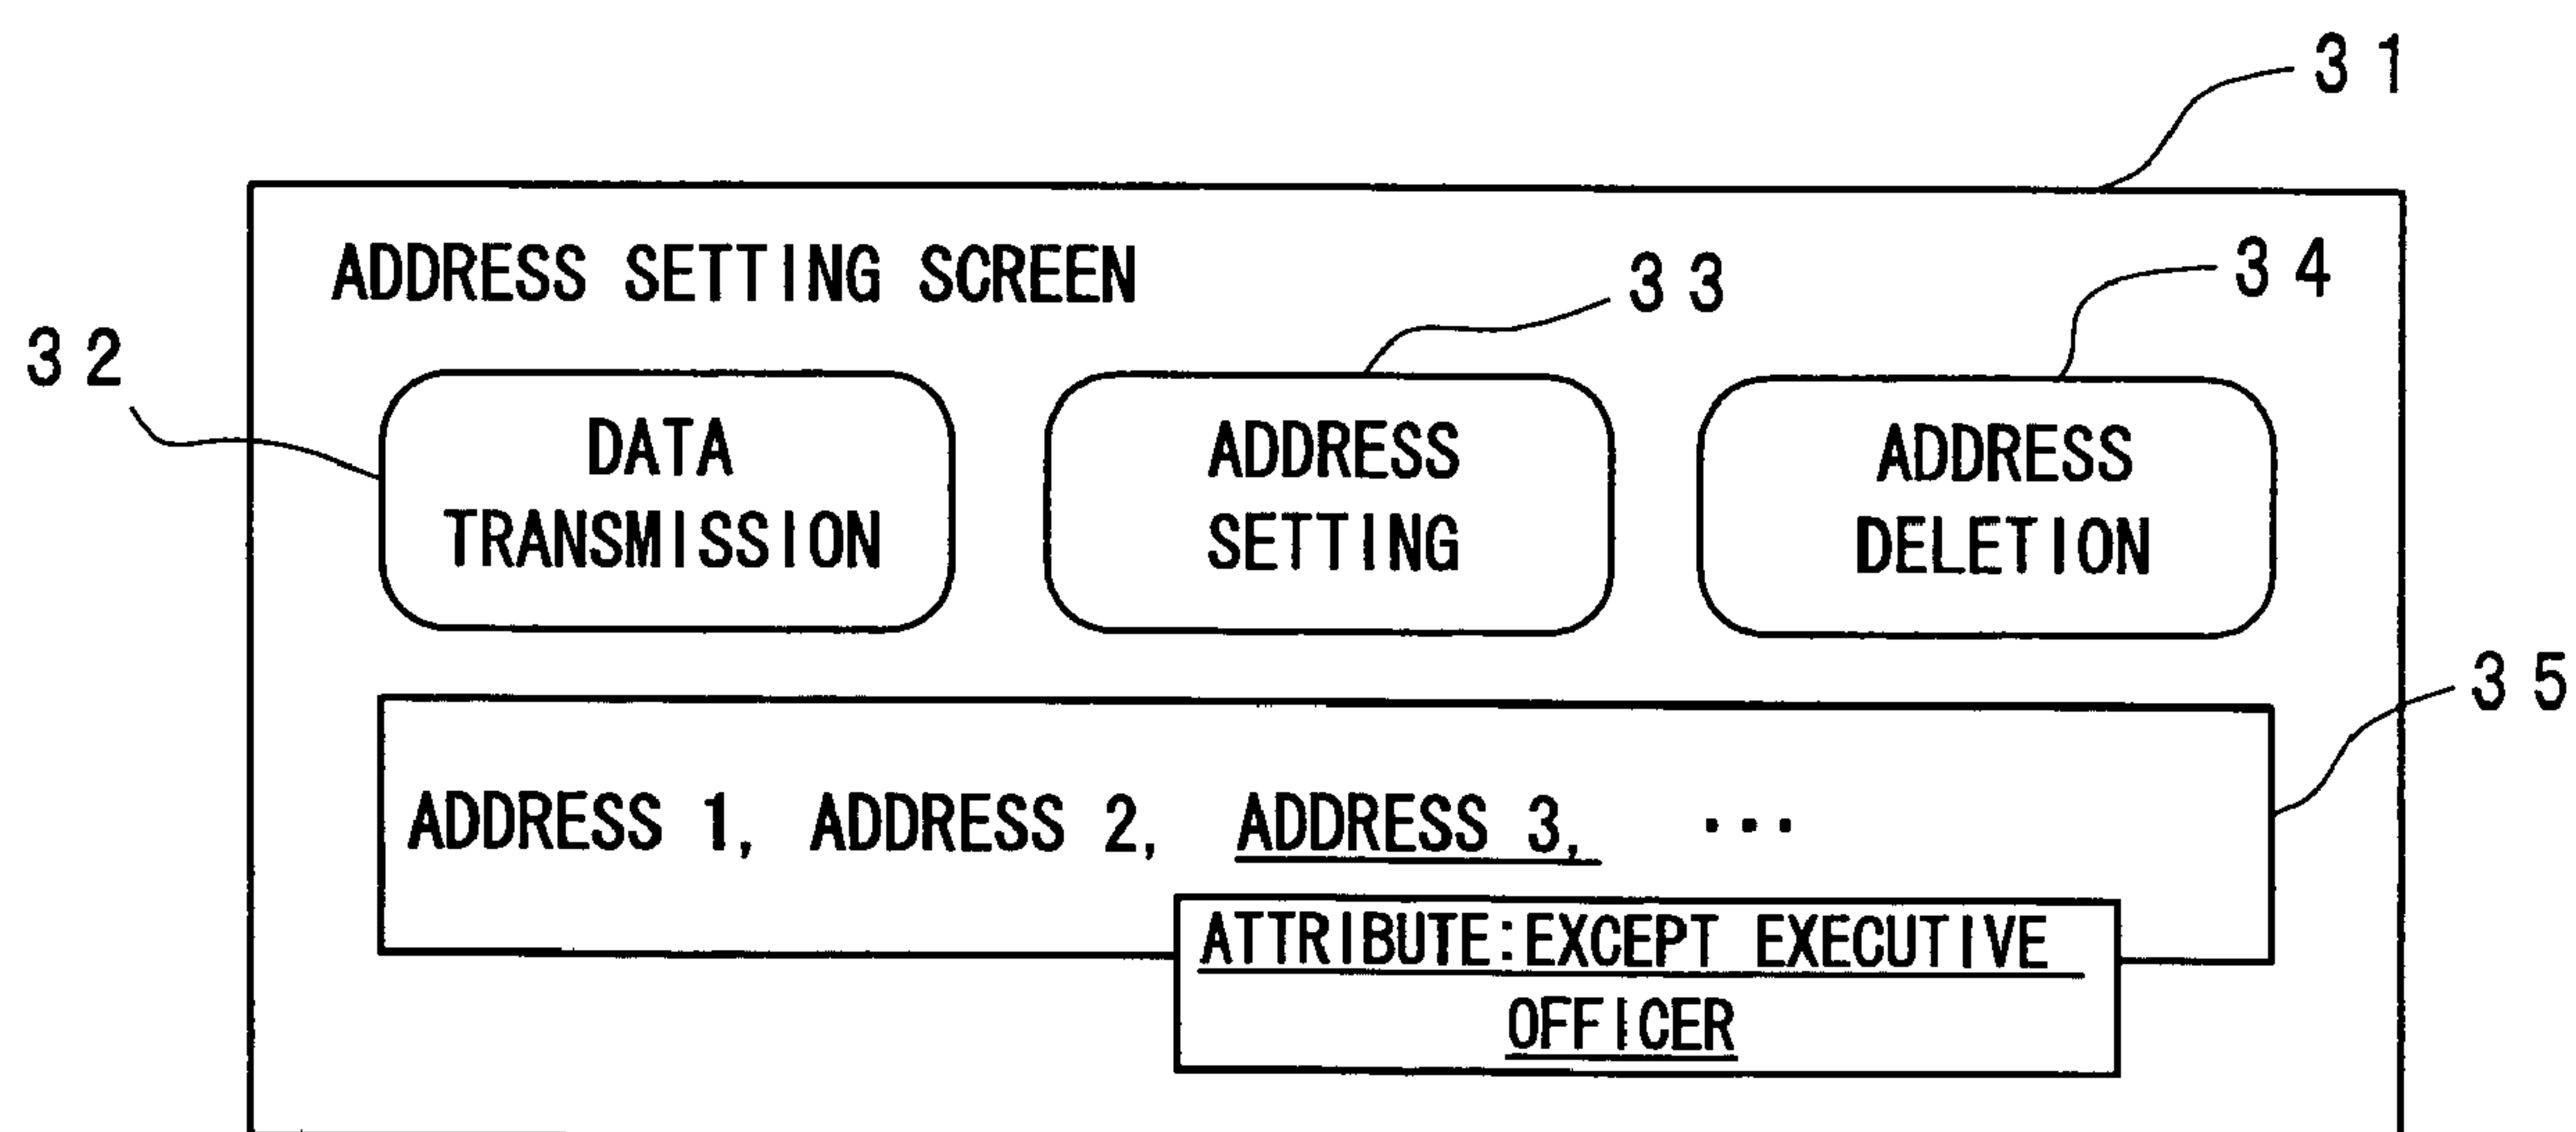 31
ADDRESS SETTING SCREEN
33
34
32
DATA
TRANSMISSION
ADDRESS
SETTING
ADDRESS
DELETION
35
ADDRESS 1, ADDRESS 2, ADDRESS 3, ...
ATTRIBUTE:EXCEPT EXECUTIVE
OFFICER